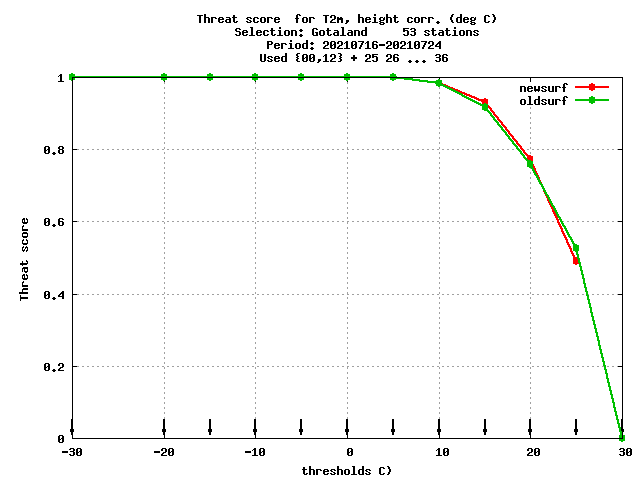 Threat score  for T2m, height corr. (deg C)
Selection: Gotaland     53 stations
Period: 20210716-20210724
Used {00,12} + 25 26 ... 36
newsurf
oldsurf
1
0.8
0.6
0.4
0.2
0
Threat score
-30 -20 -10 0 10 20 30
thresholds C)